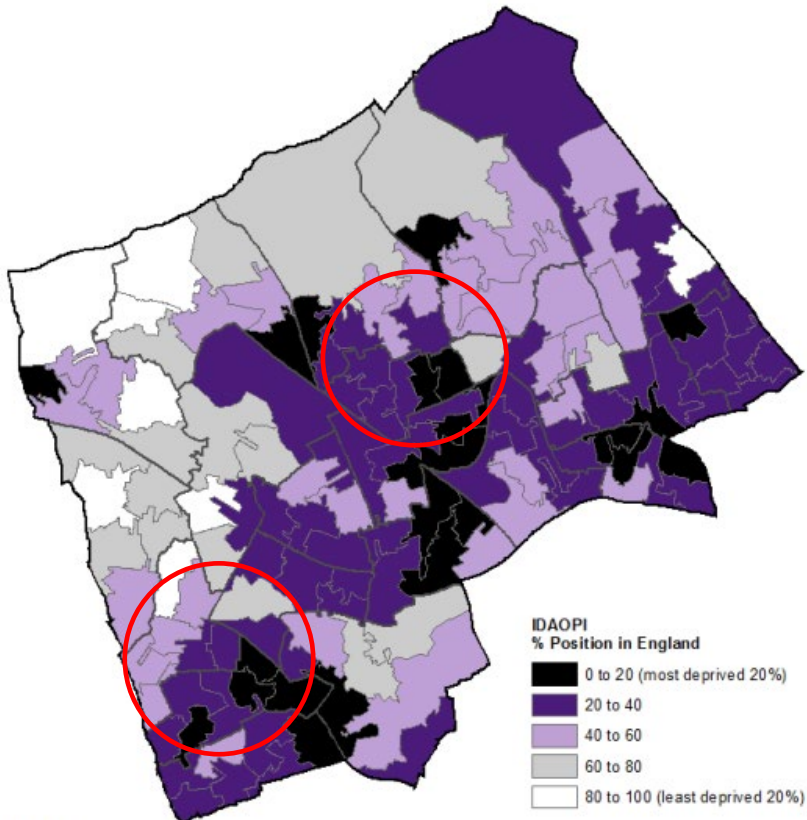 IDAOPI
% Position in England
0 to 20 (most deprived 20%)
20 to 40
40 to 60
60 to 80
80 to 100 (least deprived 20%)